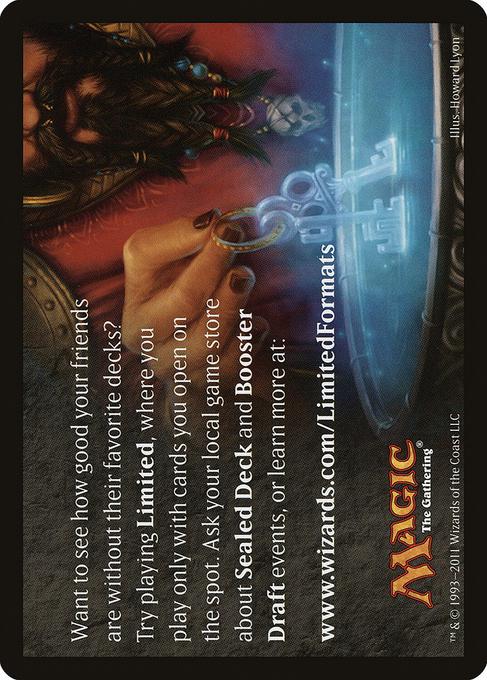 Want to see how good your friends
are without their favorite decks?
Try playing Limited, where you
play only with cards you open on
the spot. Ask your local game store
about Sealed Deck and Booster
Draft events, or learn more at:
www.wizards.com/LimitedFormats
MAGIC
The Gathering®
™ & © 1993–2011 Wizards of the Coast LLC
Illus. Howard Lyon